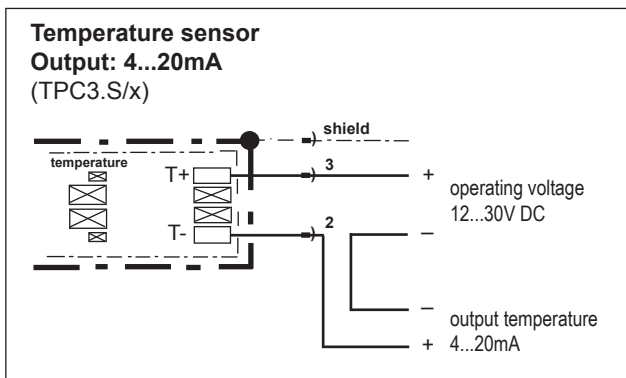 Temperature sensor
Output: 4...20mA
(TPC3.S/x)
shield
temperature
T+
3
+
operating voltage
12...30V DC
T-
2
–
–
output temperature
+
4...20mA